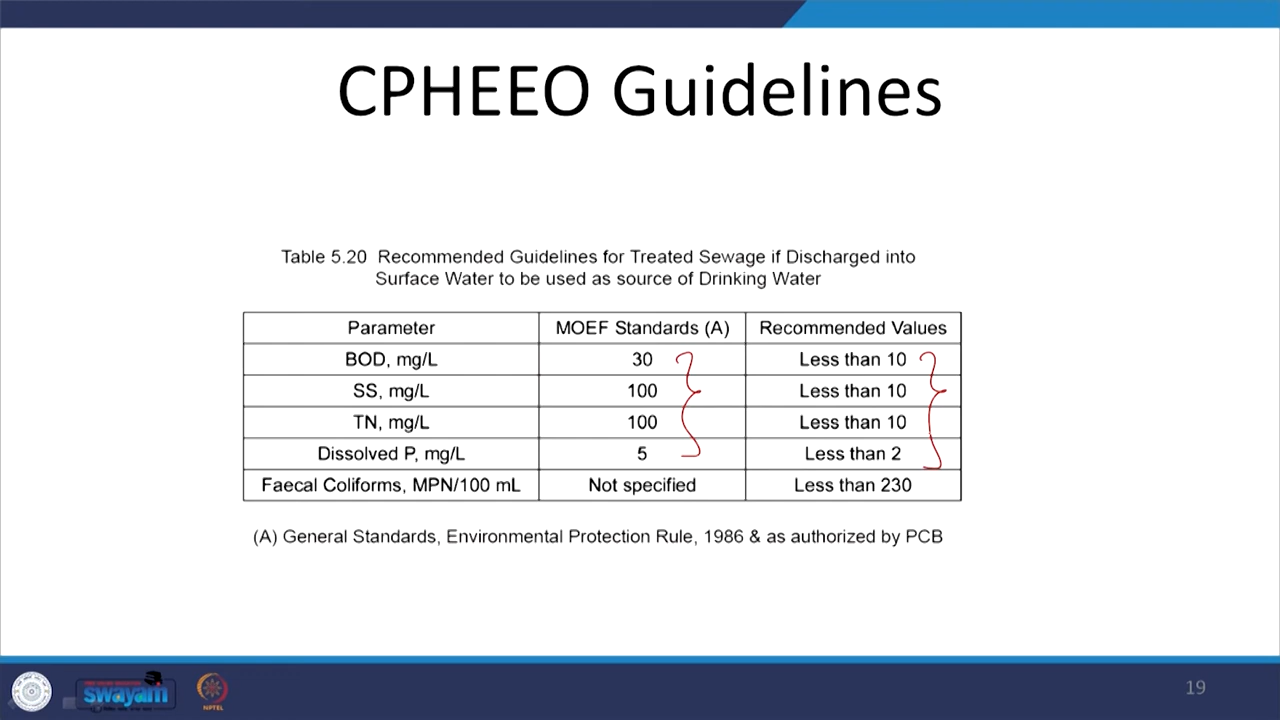 CPHEEO Guidelines
Table 5.20 Recommended Guidelines for Treated Sewage if Discharged into
Surface Water to be used as source of Drinking Water
Parameter MOEF Standards (A) Recommended Values
BOD, mg/L 30 Less than 10
SS, mg/L 100 Less than 10
TN, mg/L 100 Less than 10
Dissolved P, mg/L 5 Less than 2
Faecal Coliforms, MPN/100 mL Not specified Less than 230
(A) General Standards, Environmental Protection Rule, 1986 & as authorized by PCB
swayam
NPTEL
19